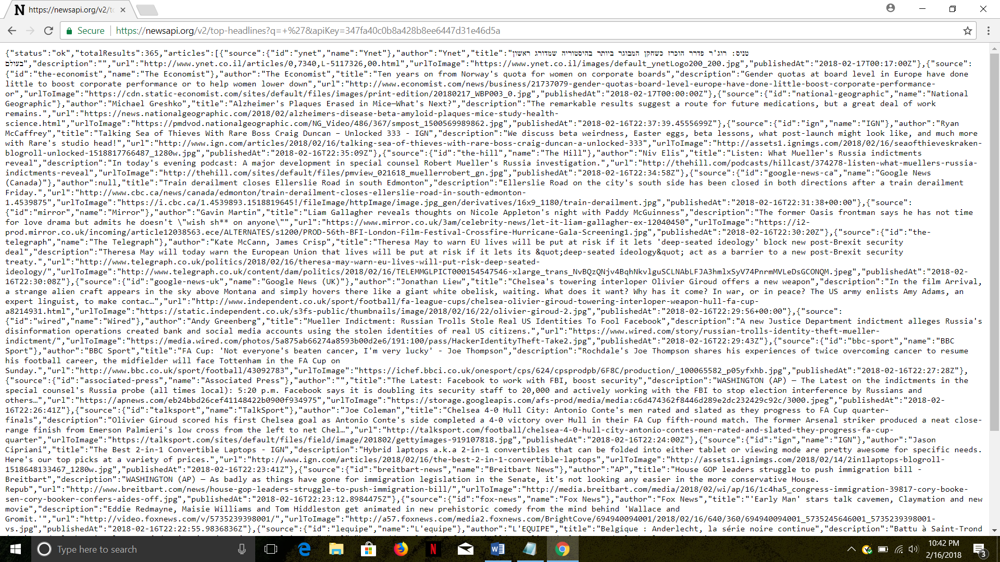 https://newsapi.org/v2/to
Secure
https://newsapi.org/v2/top-headlines?q=+%27&apiKey=347fa40c0b8a428b8ee6447d31e46d5a
{"status":"ok","totalResults":365,"articles":[{"source":{"id":"ynet","name":"Ynet"},"author":"Ynet","title":"טניס: רוג'ר פדרר הוכרז כשחקן המבוגר ביותר בהיסטוריה שמדורג ראשון
בעולם","description":"","url":"http://www.ynet.co.il/articles/0,7340,L-5117326,00.html","urlToImage":"https://www.ynet.co.il/images/default_ynetLogo200_200.jpg","publishedAt":"2018-02-17T00:17:00Z"},{"source":
{"id":"the-economist","name":"The Economist"},"author":"The Economist","title":"Ten years on from Norway's quota for women on corporate boards","description":"Gender quotas at board level in Europe have done
little to boost corporate performance or to help women lower down","url":"http://www.economist.com/news/business/21737079-gender-quotas-board-level-europe-have-done-little-boost-corporate-performance-
or","urlToImage":"https://cdn.static-economist.com/sites/default/files/images/print-edition/20180217_WBP003_0.jpg","publishedAt":"2018-02-17T00:00:00Z"},{"source":{"id":"national-geographic","name":"National
Geographic"},"author":"Michael Greshko","title":"Alzheimer's Plaques Erased in Mice—What's Next?","description":"The remarkable results suggest a route for future medications, but a great deal of work
remains.","url":"https://news.nationalgeographic.com/2018/02/alzheimers-disease-beta-amyloid-plaques-mice-study-health-
science.html","urlToImage":"https://pmdvod.nationalgeographic.com/NG_Video/486/367/smpost_1500569989862.jpg","publishedAt":"2018-02-16T22:37:39.4555699Z"},{"source":{"id":"ign","name":"IGN"},"author":"Ryan
McCaffrey","title":"Talking Sea of Thieves With Rare Boss Craig Duncan – Unlocked 333 - IGN","description":"We discuss beta weirdness, Easter eggs, beta lessons, what post-launch might look like, and much more
with Rare's studio head!","url":"http://www.ign.com/articles/2018/02/16/talking-sea-of-thieves-with-rare-boss-craig-duncan-a-unlocked-333","urlToImage":"http://assets1.ignimgs.com/2018/02/16/seaofthieveskraken-
blogroll-unlocked-1518817766487_1280w.jpg","publishedAt":"2018-02-16T22:35:09Z"},{"source":{"id":"the-hill","name":"The Hill"},"author":"Niv Elis","title":"Listen: What Mueller's Russia indictments
reveal","description":"In today's evening podcast: A major development in special counsel Robert Mueller's Russia investigation.","url":"http://thehill.com/podcasts/hillcast/374278-listen-what-muellers-russia-
indictments-reveal","urlToImage":"http://thehill.com/sites/default/files/pmview_021618_muellerrobert_gn.jpg","publishedAt":"2018-02-16T22:34:58Z"},{"source":{"id":"google-news-ca","name":"Google News
(Canada)"},"author":null,"title":"Train derailment closes Ellerslie Road in south Edmonton","description":"Ellerslie Road on the city's south side has been closed in both directions after a train derailment
Friday.","url":"http://www.cbc.ca/news/canada/edmonton/train-derailment-closes-ellerslie-road-in-south-edmonton-
1.4539875","urlToImage":"https://i.cbc.ca/1.4539893.1518819645!/fileImage/httpImage/image.jpg_gen/derivatives/16x9_1180/train-derailment.jpg","publishedAt":"2018-02-16T22:31:38+00:00"},{"source":
{"id":"mirror","name":"Mirror"},"author":"Gavin Martin","title":"Liam Gallagher reveals thoughts on Nicole Appleton's night with Paddy McGuinness","description":"The former Oasis frontman says he has not time
for love drama but admits he doesn't \"wish sh** on anyone\"","url":"https://www.mirror.co.uk/3am/celebrity-news/let-it-liam-gallagher-ex-12040450","urlToImage":"https://i2-
prod.mirror.co.uk/incoming/article12038563.ece/ALTERNATES/s1200/PROD-56th-BFI-London-Film-Festival-Crossfire-Hurricane-Gala-Screening1.jpg","publishedAt":"2018-02-16T22:30:20Z"},{"source":{"id":"the-
telegraph","name":"The Telegraph"},"author":"Kate McCann, James Crisp","title":"Theresa May to warn EU lives will be put at risk if it lets 'deep-seated ideology' block new post-Brexit security
deal","description":"Theresa May will today warn the European Union that lives will be put at risk if it lets its &quot;deep-seated ideology&quot; act as a barrier to a new post-Brexit security
treaty.","url":"http://www.telegraph.co.uk/politics/2018/02/16/theresa-may-warn-eu-lives-will-put-risk-deep-seated-
ideology/","urlToImage":"http://www.telegraph.co.uk/content/dam/politics/2018/02/16/TELEMMGLPICT000154547546-xlarge_trans_NvBQzQNjv4BqhNkvlguSCLNAbLFJA3hmlxSyV74PnrmMVLeDsGCONQM.jpeg","publishedAt":"2018-02-
16T22:30:08Z"},{"source":{"id":"google-news-uk","name":"Google News (UK)"},"author":"Jonathan Liew","title":"Chelsea's towering interloper Olivier Giroud offers a new weapon","description":"In the film Arrival,
a strange alien craft appears in the sky above Montana and simply hovers there like a giant white obelisk, waiting. What does it want? Why has it come? In war, or in peace? The US army enlists Amy Adams, an
expert linguist, to make contac…","url":"http://www.independent.co.uk/sport/football/fa-league-cups/chelsea-olivier-giroud-towering-interloper-weapon-hull-fa-cup-
a8214931.html","urlToImage":"https://static.independent.co.uk/s3fs-public/thumbnails/image/2018/02/16/22/olivier-giroud-2.jpg","publishedAt":"2018-02-16T22:29:56+00:00"},{"source":
{"id":"wired","name":"Wired"},"author":"Andy Greenberg","title":"Mueller Indictment: Russian Trolls Stole Real US Identities To Fool Facebook","description":"A new Justice Department indictment alleges Russia's
disinformation operations created bank and social media accounts using the stolen identities of real US citizens.","url":"https://www.wired.com/story/russian-trolls-identity-theft-mueller-
indictment/","urlToImage":"https://media.wired.com/photos/5a875ab66274a8593b00d2e6/191:100/pass/HackerIdentityTheft-Take2.jpg","publishedAt":"2018-02-16T22:29:43Z"},{"source":{"id":"bbc-sport","name":"BBC
Sport"},"author":"BBC Sport","title":"FA Cup: 'Not everyone's beaten cancer, I'm very lucky' - Joe Thompson","description":"Rochdale's Joe Thompson shares his experiences of twice overcoming cancer to resume
his football career, the midfielder will face Tottenham in the FA Cup on
Sunday.","url":"http://www.bbc.co.uk/sport/football/43092783","urlToImage":"https://ichef.bbci.co.uk/onesport/cps/624/cpsprodpb/6F8C/production/_100065582_p05yfxhb.jpg","publishedAt":"2018-02-16T22:27:28Z"},
{"source":{"id":"associated-press","name":"Associated Press"},"author":"","title":"The Latest: Facebook to work with FBI, boost security","description":"WASHINGTON (AP) — The Latest on the indictments in the
special counsel's Russia probe (all times local): 5:20 p.m. Facebook says it is doubling its security staff to 20,000 and actively working with the FBI to stop election interference by Russians and
others…","url":"https://apnews.com/eb24bbd26cef41148422b0900f934975","urlToImage":"https://storage.googleapis.com/afs-prod/media/media:c6d474362f8446d289e2dc232429c92c/3000.jpeg","publishedAt":"2018-02-
16T22:26:41Z"},{"source":{"id":"talksport","name":"TalkSport"},"author":"Joe Coleman","title":"Chelsea 4-0 Hull City: Antonio Conte's men rated and slated as they progress to FA Cup quarter-
finals","description":"Olivier Giroud scored his first Chelsea goal as Antonio Conte's side completed a 4-0 victory over Hull in their FA Cup fifth-round match. The former Arsenal striker produced a neat close-
range finish from Emerson Palmieri's low cross from the left to net Chel…","url":"http://talksport.com/football/chelsea-4-0-hull-city-antonio-contes-men-rated-and-slated-they-progress-fa-cup-
quarter","urlToImage":"https://talksport.com/sites/default/files/field/image/201802/gettyimages-919107818.jpg","publishedAt":"2018-02-16T22:24:00Z"},{"source":{"id":"ign","name":"IGN"},"author":"Jason
Cipriani","title":"The Best 2-in-1 Convertible Laptops - IGN","description":"Hybrid laptops a.k.a 2-in-1 convertibles that can be folded into either tablet or viewing mode are pretty awesome for specific needs.
Here's our top picks at a variety of prices.","url":"http://www.ign.com/articles/2018/02/16/the-best-2-in-1-convertible-laptops","urlToImage":"http://assets1.ignimgs.com/2018/02/14/2in1laptops-blogroll-
1518648133467_1280w.jpg","publishedAt":"2018-02-16T22:23:41Z"},{"source":{"id":"breitbart-news","name":"Breitbart News"},"author":"AP","title":"House GOP leaders struggle to push immigration bill -
Breitbart","description":"WASHINGTON (AP) — As badly as things have gone for immigration legislation in the Senate, it's not looking any easier in the more conservative House.
Repub","url":"http://www.breitbart.com/news/house-gop-leaders-struggle-to-push-immigration-bill/","urlToImage":"http://media.breitbart.com/media/2018/02/wi/ap/16/1c4ha5_congress-immigration-39817-cory-booke-
sen-cory-booker-confers-aides-off.jpg","publishedAt":"2018-02-16T22:23:12.8984475Z"},{"source":{"id":"fox-news","name":"Fox News"},"author":"Fox News","title":"'Early Man' stars talk cavemen, Claymation and new
movie","description":"Eddie Redmayne, Maisie Williams and Tom Hiddleston get animated in new prehistoric comedy from the mind behind 'Wallace and
Gromit.'","url":"http://video.foxnews.com/v/5735239398001/","urlToImage":"http://a57.foxnews.com/media2.foxnews.com/BrightCove/694940094001/2018/02/16/640/360/694940094001_5735245646001_5735239398001-
vs.jpg","publishedAt":"2018-02-16T22:22:55.9836836Z"},{"source":{"id":"lequipe","name":"L'equipe"},"author":"L'EQUIPE","title":"Belgique : Anderlecht, la série noire continue","description":"Battu à Saint-Trond
Type here to search
10:42 PM
2/16/2018
3